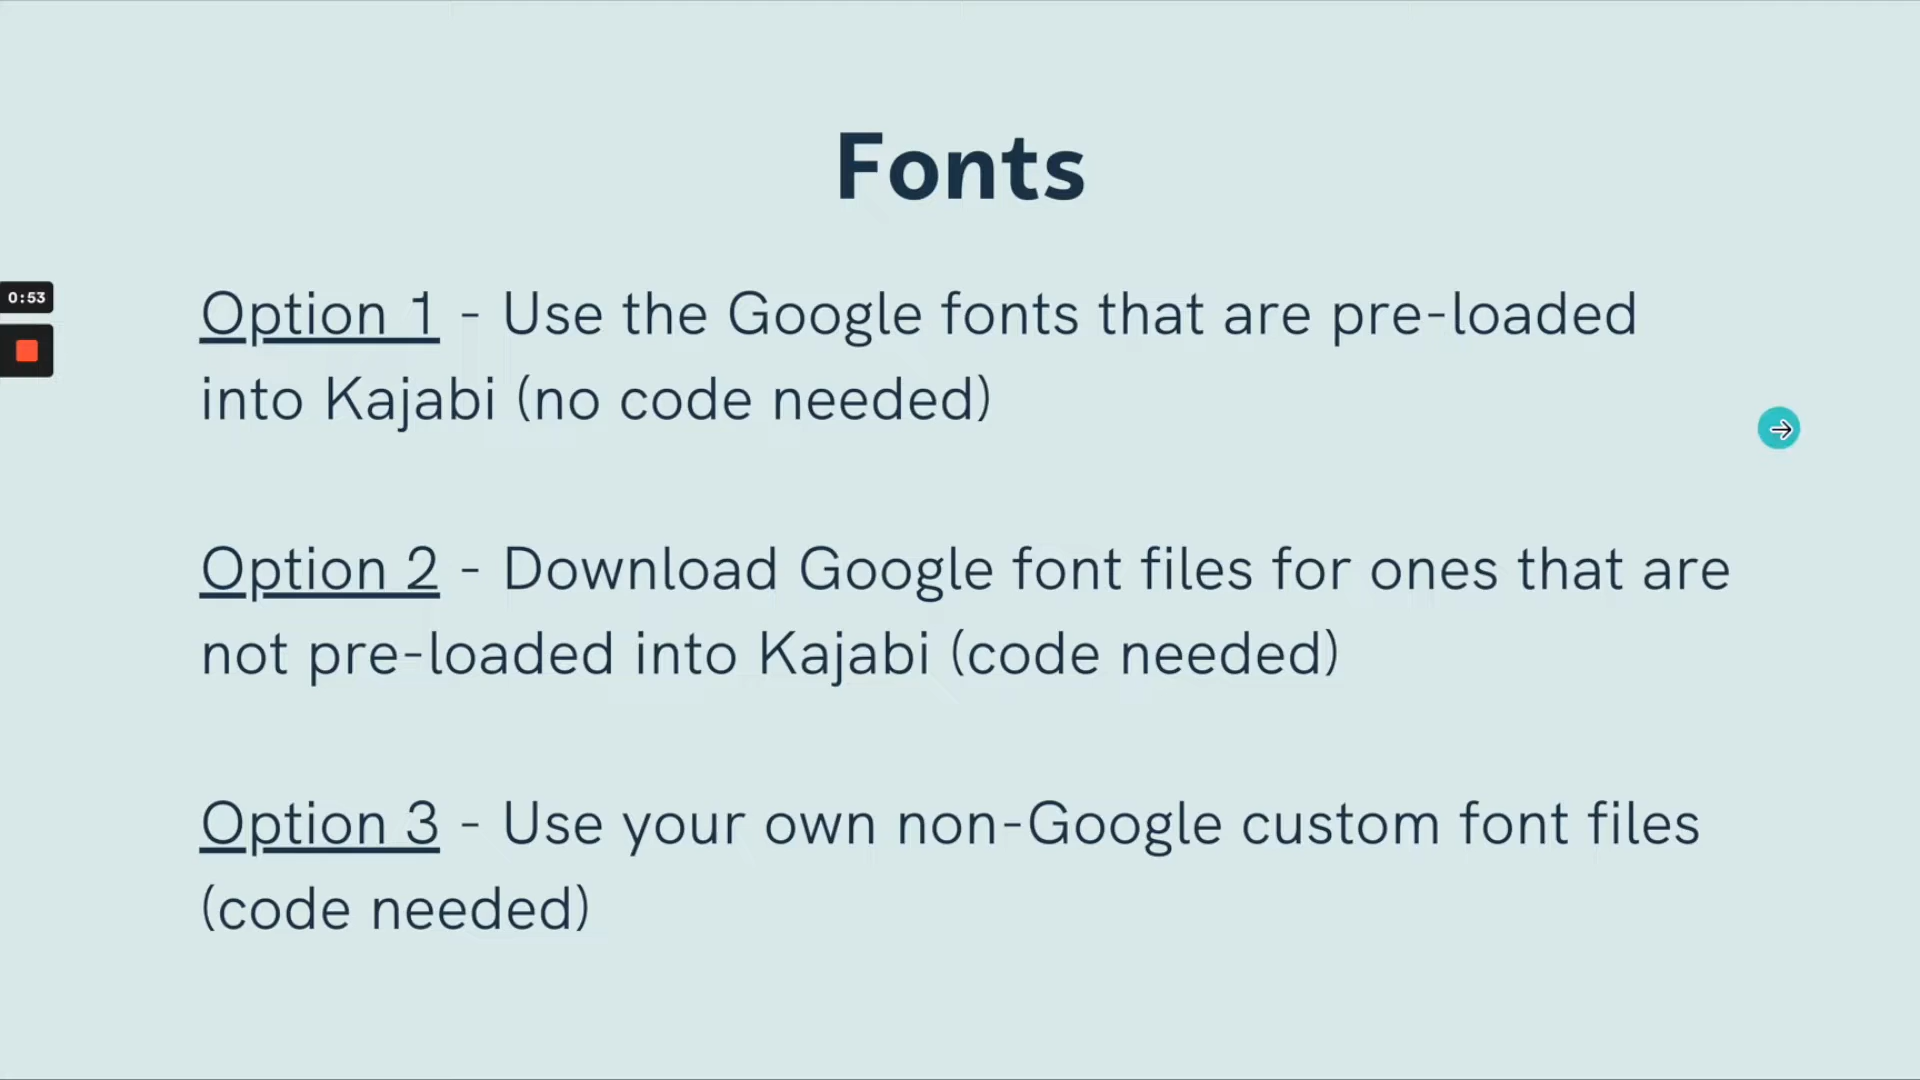 Fonts
0:53
Option 1 - Use the Google fonts that are pre-loaded
into Kajabi (no code needed)
Option 2 - Download Google font files for ones that are
not pre-loaded into Kajabi (code needed)
Option 3 - Use your own non-Google custom font files
(code needed)